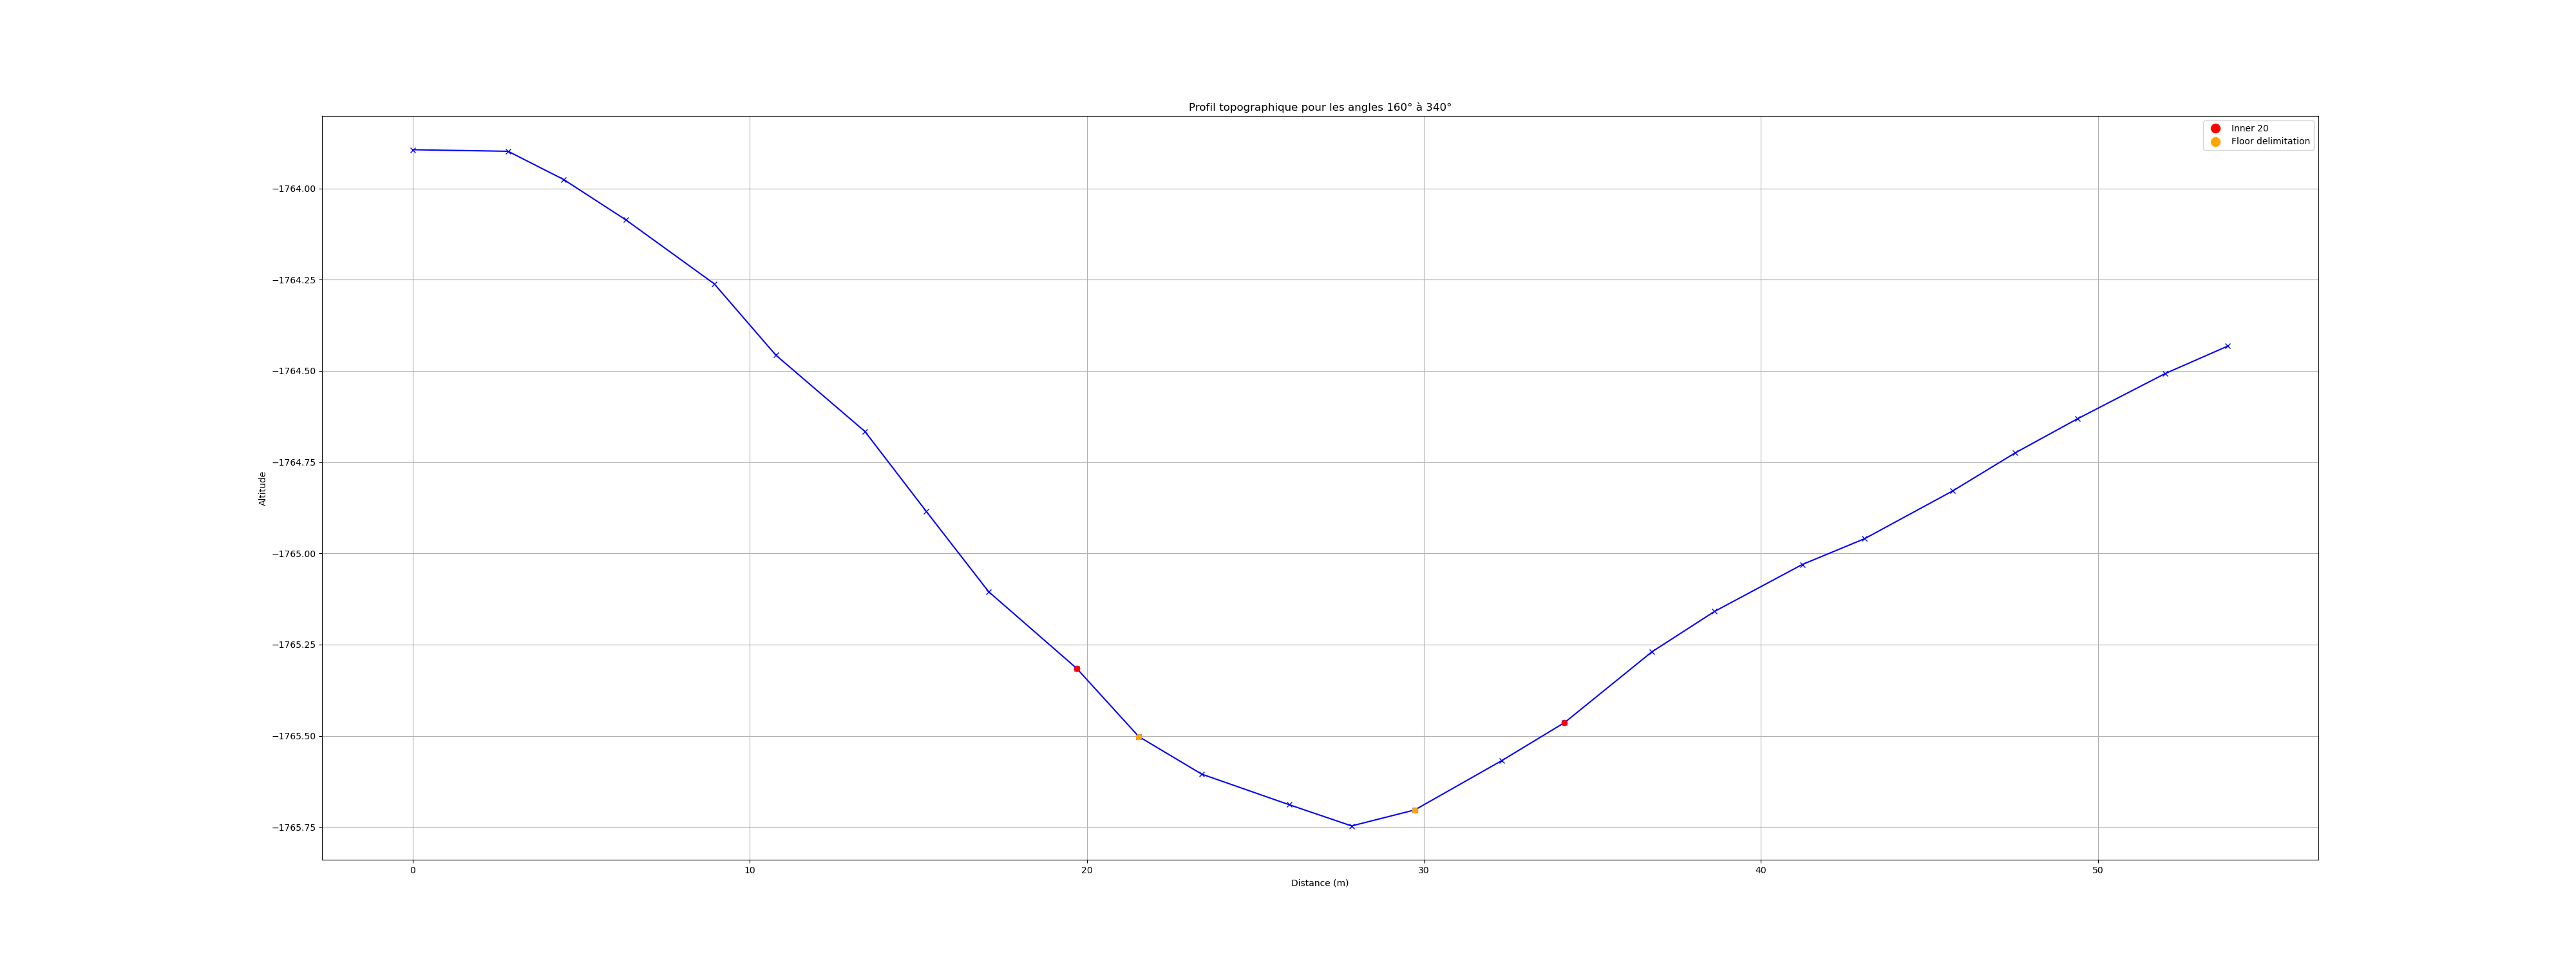 Profil topographique pour les angles 160° à 340°
Inner 20
Floor delimitation
−1764.00
−1764.25
−1764.50
−1764.75
−1765.00
−1765.25
−1765.50
−1765.75
Altitude
0 10 20 30 40 50
Distance (m)